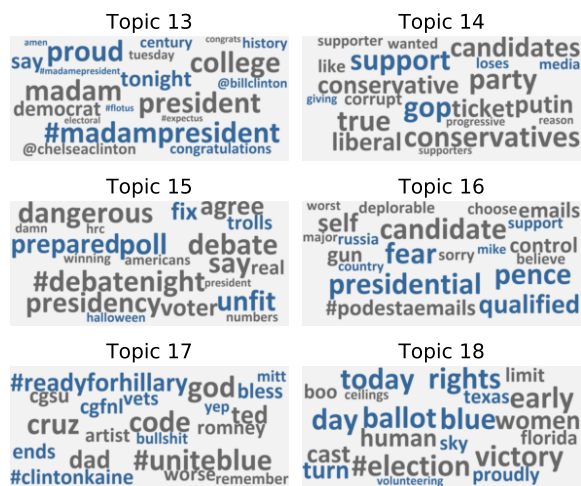 Topic 13
amen century congrats history
say proud tuesday college
#madamepresident tonight @billclinton
madam #flotus president
democrat electoral #expectus
#madampresident
@chelseaclinton congratulations
Topic 14
supporter wanted candidates
like support loses media
conservative party
giving corrupt gop ticket putin
true progressive reason
liberal conservatives
supporters
Topic 15
dangerous fix agree
damn hrc trolls
prepared poll debate
winning americans say real
#debatenight president
presidency voter unfit
halloween numbers
Topic 16
worst deplorable choose emails
self candidate support
major russia fear sorry mike control
gun believe
country presidential pence
#podestaemails qualified
Topic 17
#readyforhillary god mitt
cgsu cgfnl vets bless
cruz code yep ted
artist bullshit romney
ends dad #uniteblue
#clintonkaine worse remember
Topic 18
today rights limit
boo ceilings texas early
day ballot blue women
human sky florida
cast #election victory
turn volunteering proudly